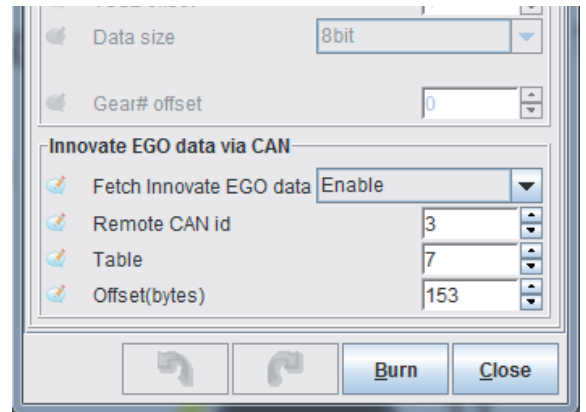 Data size 8bit
Gear# offset 0
Innovate EGO data via CAN
Fetch Innovate EGO data Enable
Remote CAN id 3
Table 7
Offset(bytes) 153
Burn Close